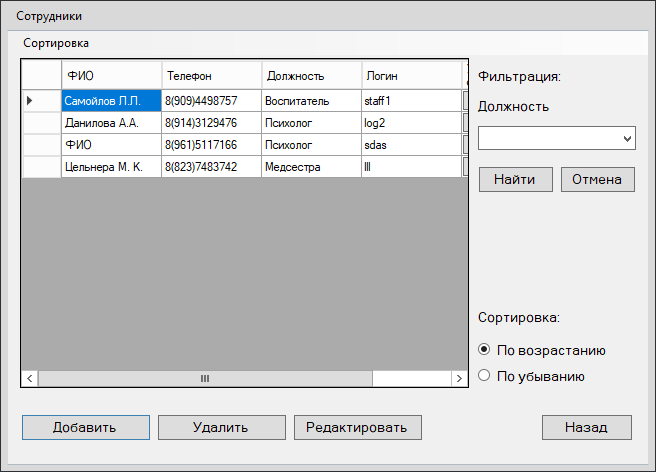 Сотрудники
Сортировка
ФИО Телефон Должность Логин
Самойлов Л.П. 8(909)4498757 Воспитатель staff1
Данилова А.А. 8(914)3129476 Психолог log2
ФИО 8(961)5117166 Психолог sdas
Цельнера М. К. 8(823)7483742 Медсестра lll
Фильтрация:
Должность
Найти Отмена
Сортировка:
По возрастанию
По убыванию
Добавить Удалить Редактировать Назад